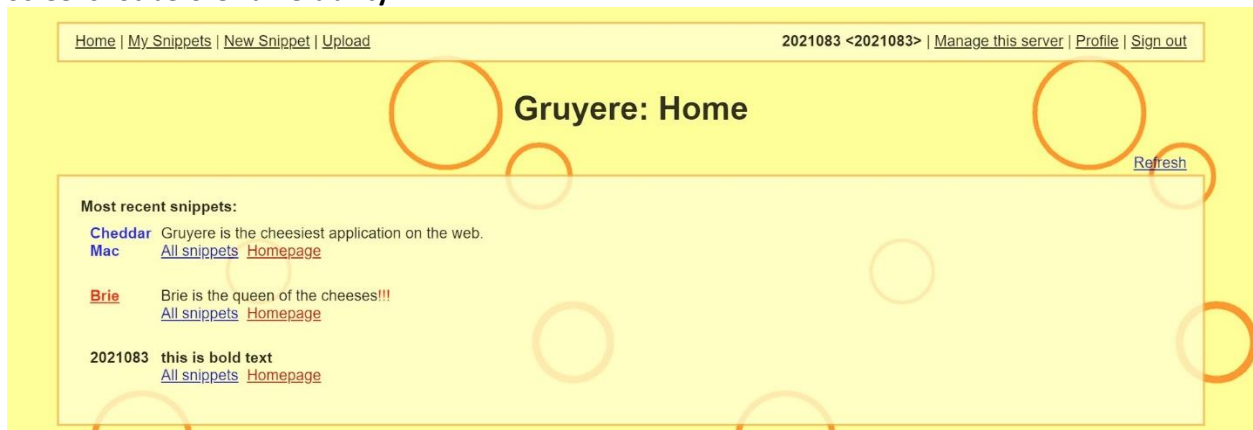 Home | My Snippets | New Snippet | Upload
2021083 <2021083> | Manage this server | Profile | Sign out
Gruyere: Home
Refresh
Most recent snippets:
Cheddar Mac
Gruyere is the cheesiest application on the web.
All snippets Homepage
Brie
Brie is the queen of the cheeses!!!
All snippets Homepage
2021083
this is bold text
All snippets Homepage